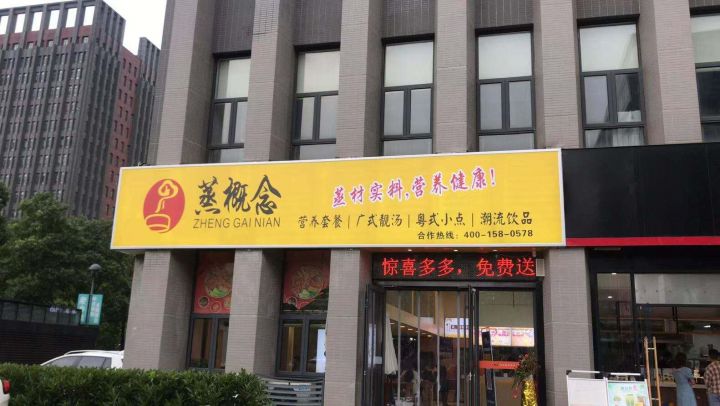 蒸概念
ZHENG GAI NIAN
蒸材实料,营养健康!
营养套餐 | 广式靓汤 | 粤式小点 | 潮流饮品
合作热线: 400-158-0578
惊喜多多，免费送